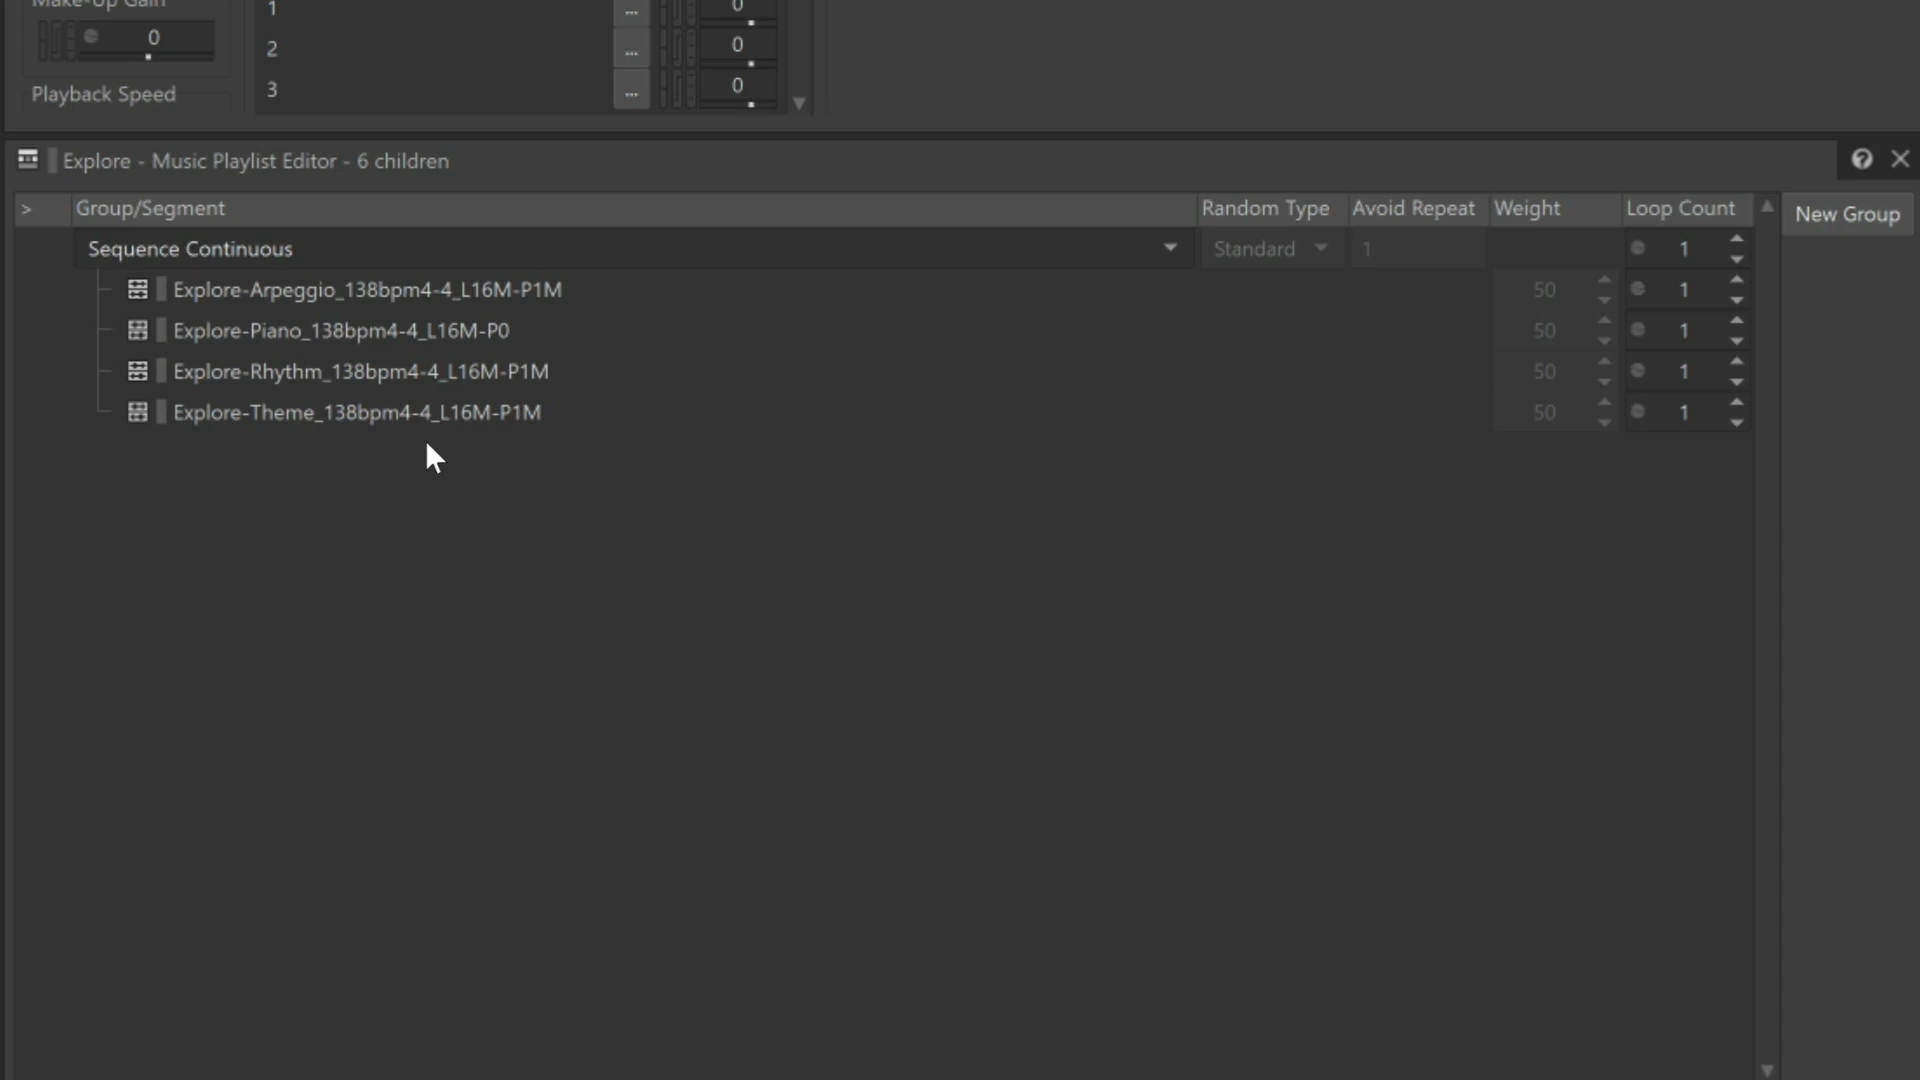 Make-Up Gain
0
Playback Speed
1 ... 0
2 ... 0
3 ... 0
Explore - Music Playlist Editor - 6 children
> Group/Segment Random Type Avoid Repeat Weight Loop Count
New Group
Sequence Continuous Standard 1 1
Explore-Arpeggio_138bpm4-4_L16M-P1M 50 1
Explore-Piano_138bpm4-4_L16M-P0 50 1
Explore-Rhythm_138bpm4-4_L16M-P1M 50 1
Explore-Theme_138bpm4-4_L16M-P1M 50 1